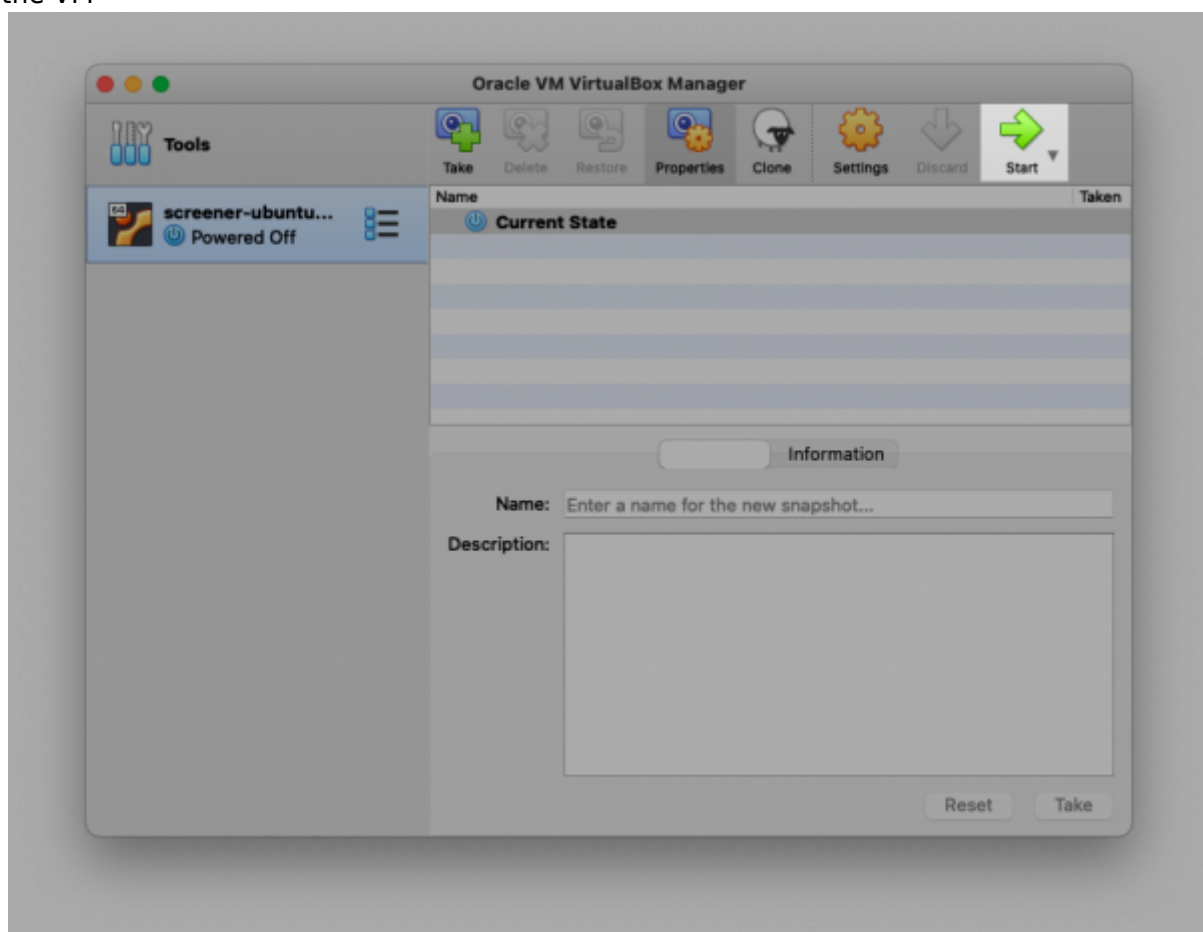 the VM
Oracle VM VirtualBox Manager
Tools
Take Delete Restore Properties Clone Settings Discard Start
64
screener-ubuntu...
Powered Off
Name Taken
Current State
Information
Name: Enter a name for the new snapshot...
Description:
Reset Take